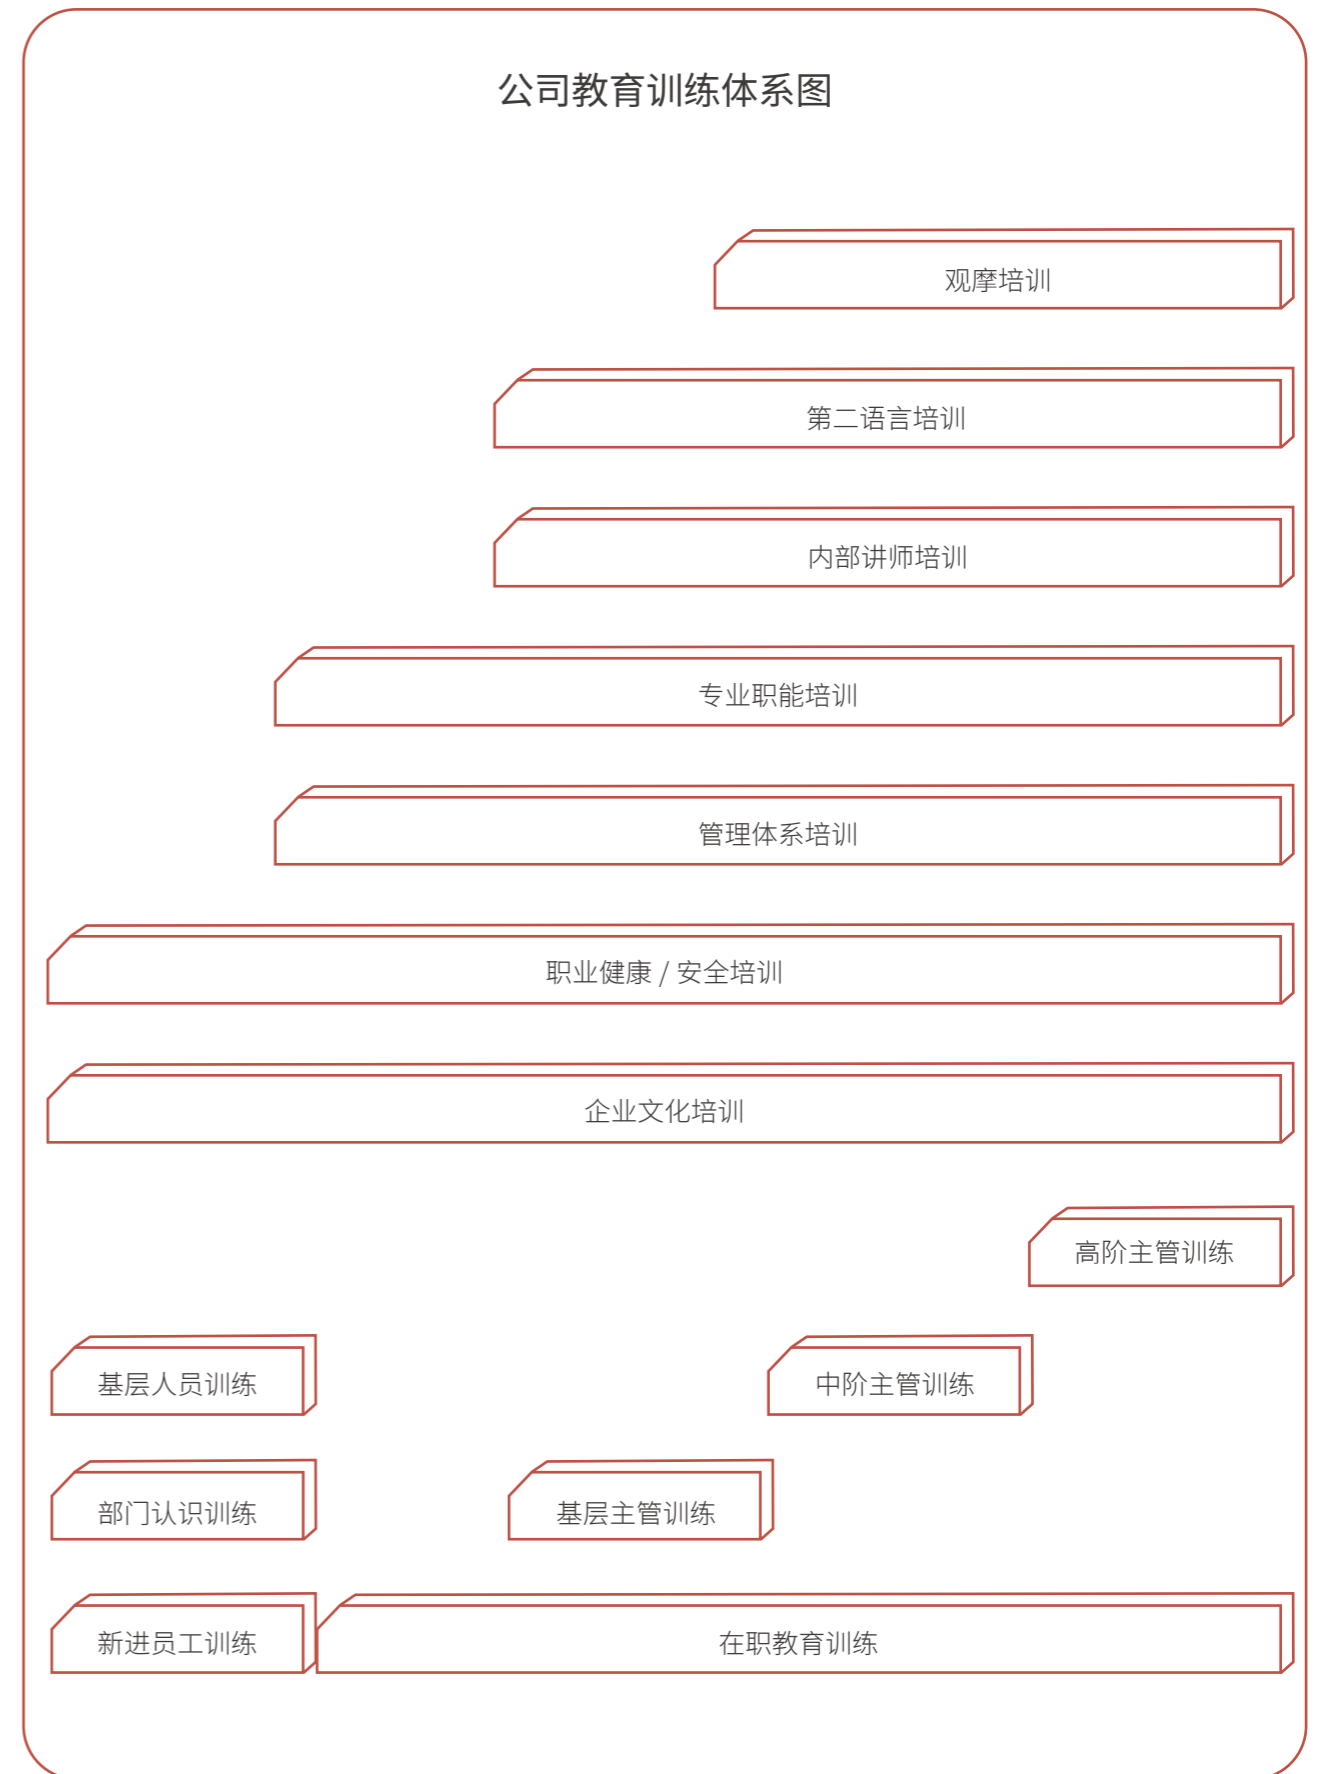 公司教育训练体系图
观摩培训
第二语言培训
内部讲师培训
专业职能培训
管理体系培训
职业健康 / 安全培训
企业文化培训
高阶主管训练
基层人员训练
中阶主管训练
部门认识训练
基层主管训练
新进员工训练
在职教育训练